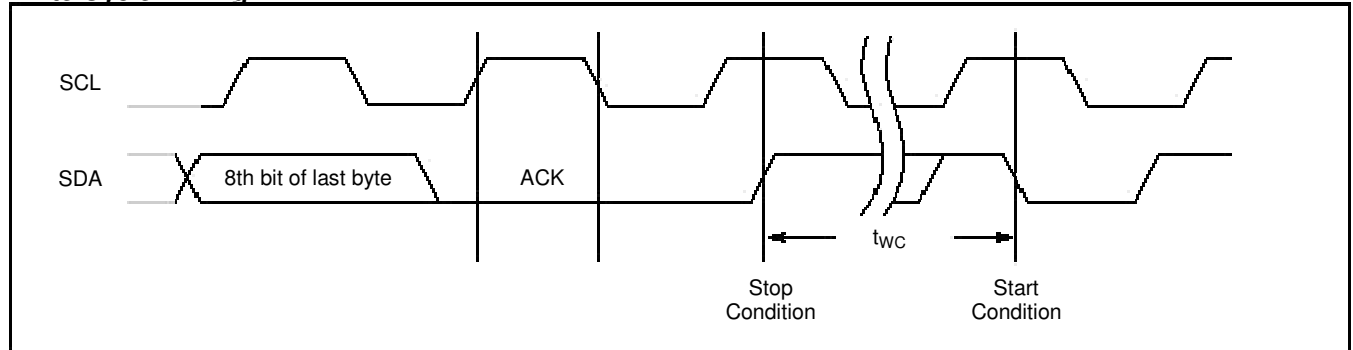 SCL
SDA
8th bit of last byte
ACK
tWC
Stop
Condition
Start
Condition